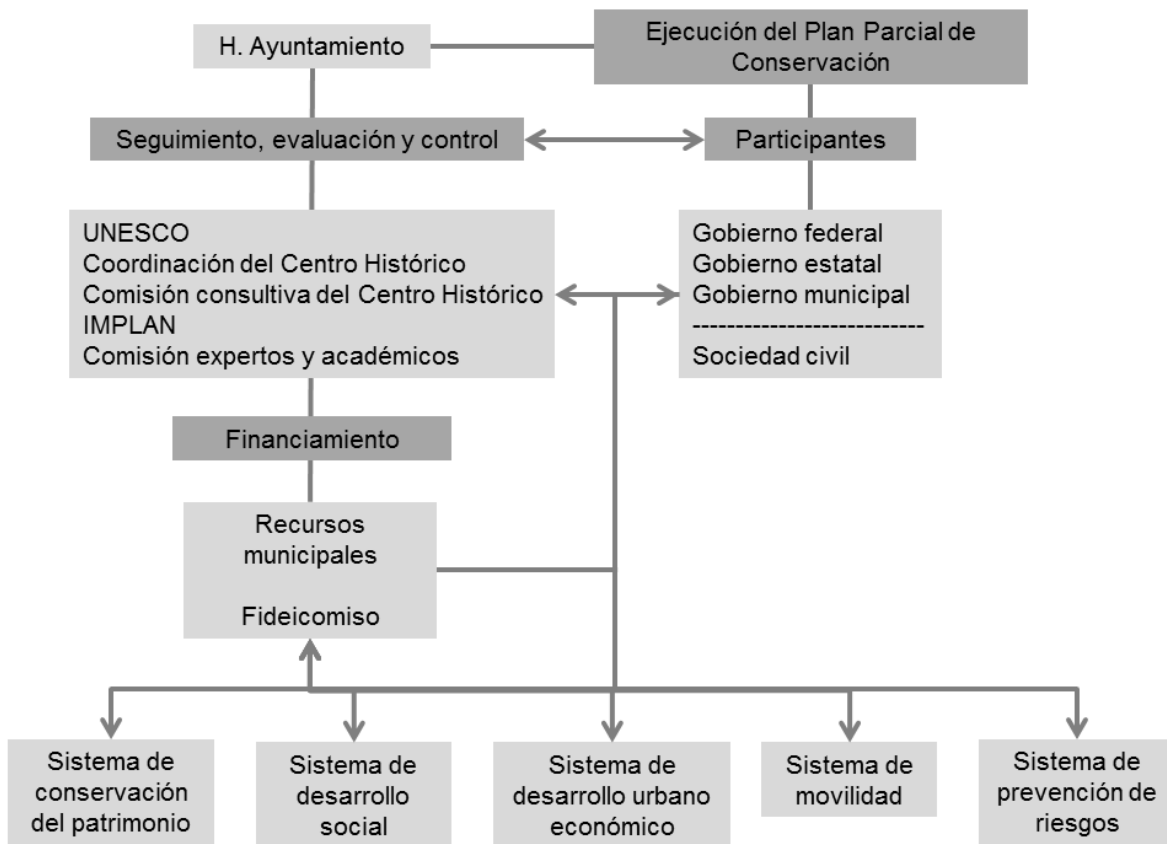 H. Ayuntamiento
Ejecución del Plan Parcial de
Conservación
Seguimiento, evaluación y control
Participantes
UNESCO
Coordinación del Centro Histórico
Comisión consultiva del Centro Histórico
IMPLAN
Comisión expertos y académicos
Gobierno federal
Gobierno estatal
Gobierno municipal
---------------------------
Sociedad civil
Financiamiento
Recursos
municipales
Fideicomiso
Sistema de
conservación
del patrimonio
Sistema de
desarrollo
social
Sistema de
desarrollo urbano
económico
Sistema de
movilidad
Sistema de
prevención de
riesgos